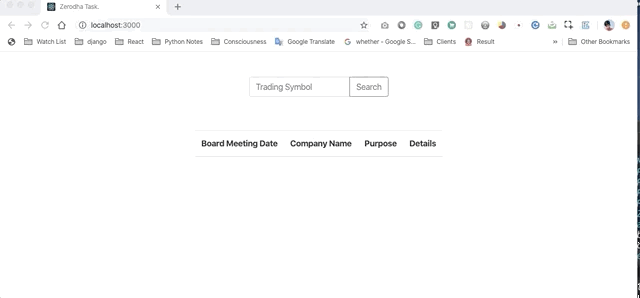 Zerodha Task.
localhost:3000
Watch List django React Python Notes Consciousness Google Translate whether - Google S... Clients Result » Other Bookmarks
Trading Symbol Search
Board Meeting Date Company Name Purpose Details